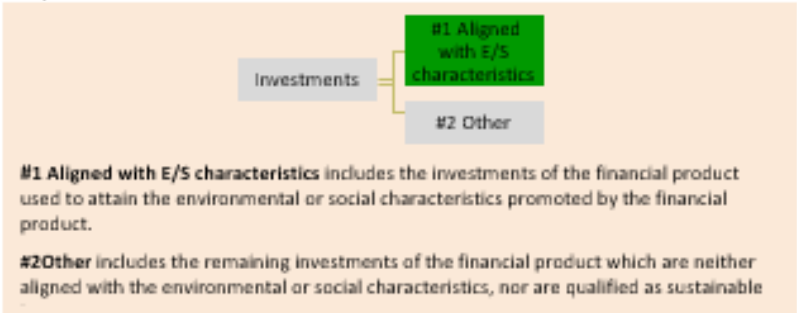 #1 Aligned
with E/S
characteristics
Investments
#2 Other
#1 Aligned with E/S characteristics includes the investments of the financial product
used to attain the environmental or social characteristics promoted by the financial
product.
#2Other includes the remaining investments of the financial product which are neither
aligned with the environmental or social characteristics, nor are qualified as sustainable